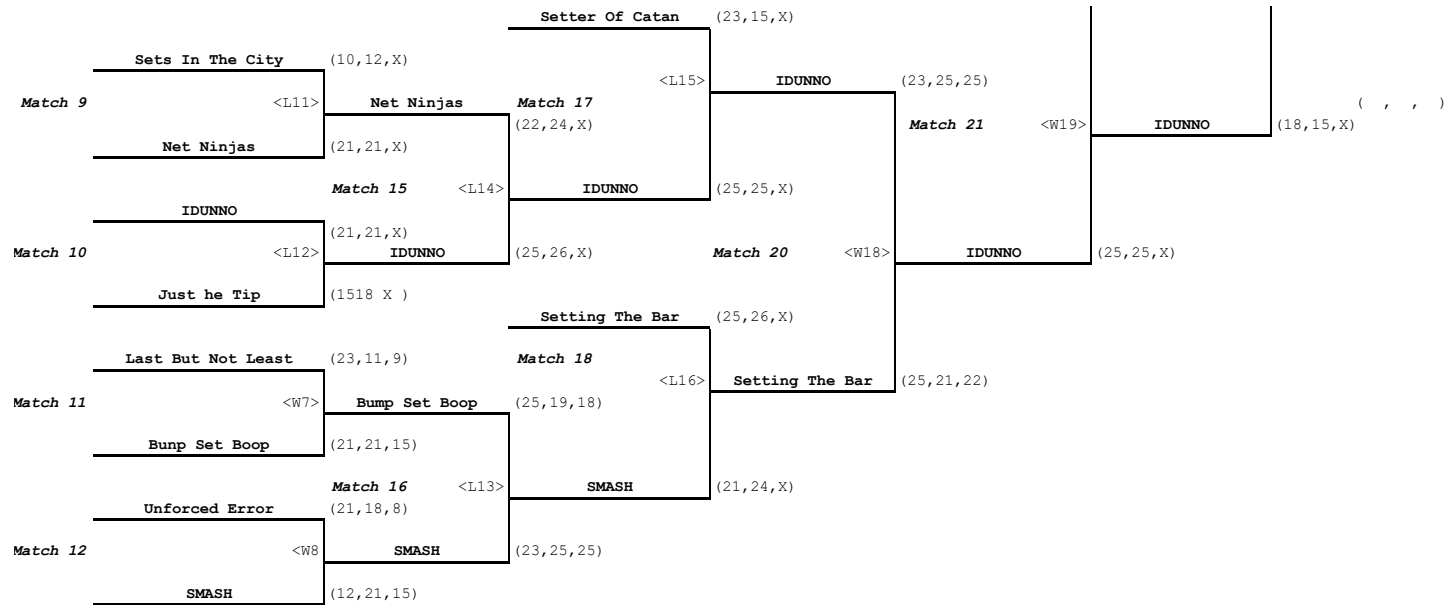 Setter Of Catan (23,15,X)
Sets In The City (10,12,X)
<L15> IDUNNO (23,25,25)
Match 9 <L11> Net Ninjas Match 17 ( , , )
(22,24,X) Match 21 <W19> IDUNNO (18,15,X)
Net Ninjas (21,21,X)
Match 15 <L14> IDUNNO (25,25,X)
IDUNNO
(21,21,X)
Match 10 <L12> IDUNNO (25,26,X) Match 20 <W18> IDUNNO (25,25,X)
Just he Tip (1518 X )
Setting The Bar (25,26,X)
Last But Not Least (23,11,9) Match 18
<L16> Setting The Bar (25,21,22)
Match 11 <W7> Bump Set Boop (25,19,18)
Bunp Set Boop (21,21,15)
Match 16 <L13> SMASH (21,24,X)
Unforced Error (21,18,8)
Match 12 <W8 SMASH (23,25,25)
SMASH (12,21,15)